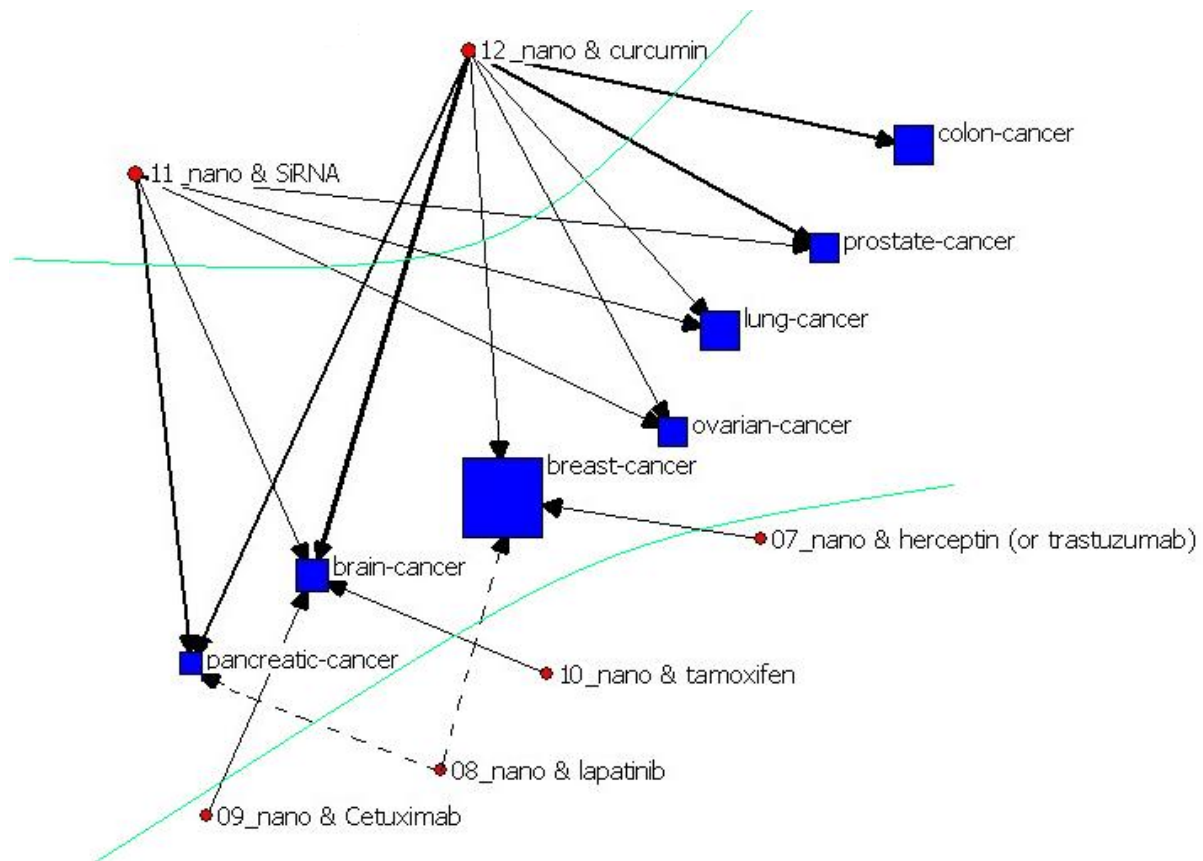 12_nano & curcumin
colon-cancer
11_nano & SiRNA
prostate-cancer
lung-cancer
ovarian-cancer
breast-cancer
07_nano & herceptin (or trastuzumab)
brain-cancer
pancreatic-cancer
10_nano & tamoxifen
08_nano & lapatinib
09_nano & Cetuximab